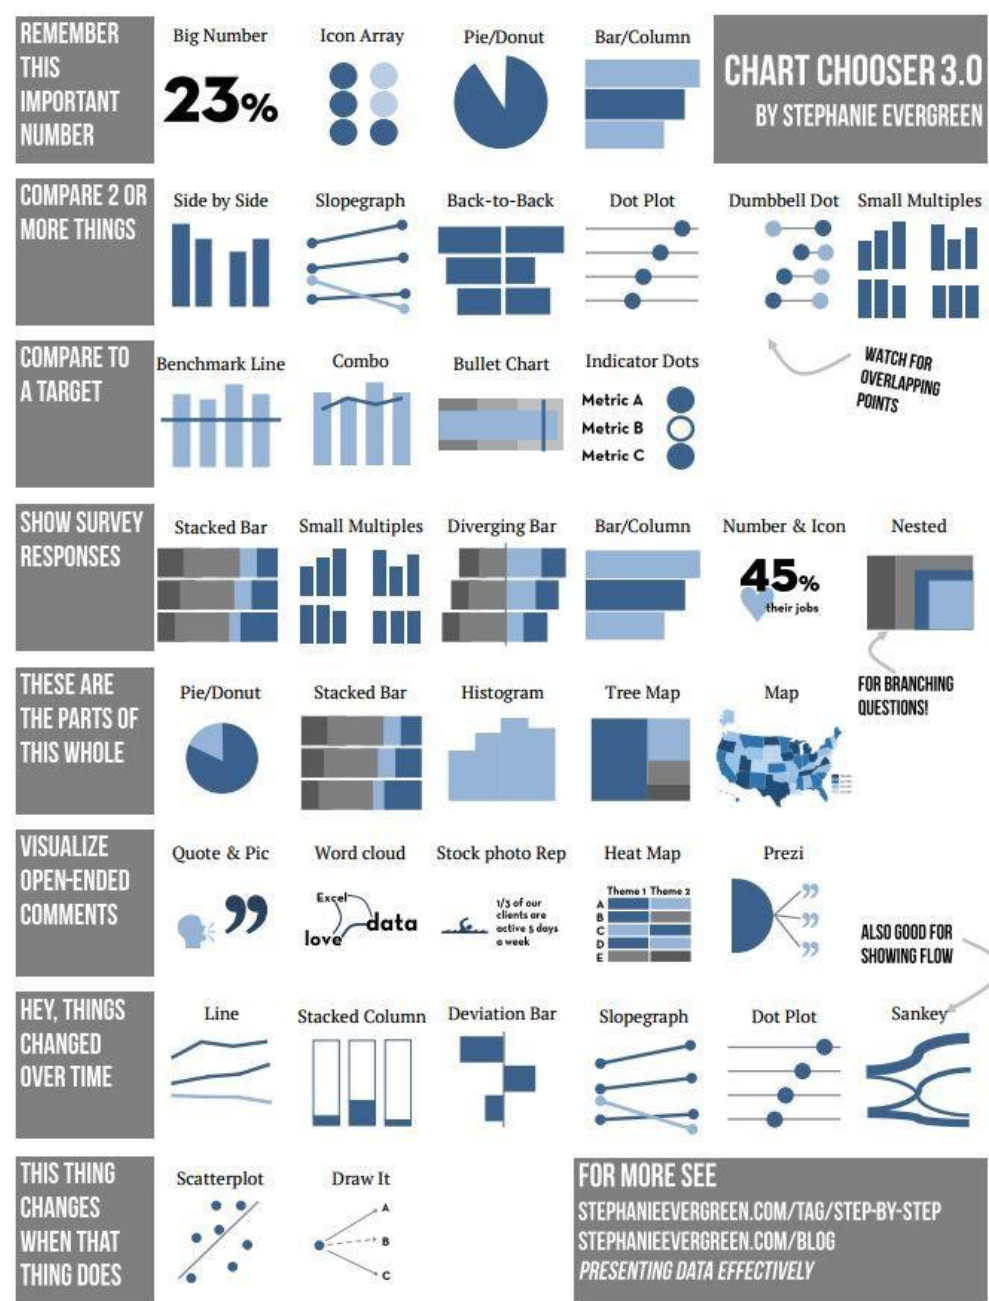 REMEMBER
THIS
IMPORTANT
NUMBER
Big Number
Icon Array
Pie/Donut
Bar/Column
23%
CHART CHOOSER 3.0
BY STEPHANIE EVERGREEN
COMPARE 2 OR
MORE THINGS
Side by Side
Slopegraph
Back-to-Back
Dot Plot
Dumbbell Dot
Small Multiples
WATCH FOR
OVERLAPPING
POINTS
COMPARE TO
A TARGET
Benchmark Line
Combo
Bullet Chart
Indicator Dots
Metric A
Metric B
Metric C
SHOW SURVEY
RESPONSES
Stacked Bar
Small Multiples
Diverging Bar
Bar/Column
Number & Icon
Nested
45%
their jobs
FOR BRANCHING
QUESTIONS!
THESE ARE
THE PARTS OF
THIS WHOLE
Pie/Donut
Stacked Bar
Histogram
Tree Map
Map
VISUALIZE
OPEN-ENDED
COMMENTS
Quote & Pic
Word cloud
Stock photo Rep
Heat Map
Prezi
Excel
data
love
1/3 of our
clients are
active 5 days
a week
Theme 1 Theme 2
A
B
C
D
E
ALSO GOOD FOR
SHOWING FLOW
HEY, THINGS
CHANGED
OVER TIME
Line
Stacked Column
Deviation Bar
Slopegraph
Dot Plot
Sankey
THIS THING
CHANGES
WHEN THAT
THING DOES
Scatterplot
Draw It
A
B
C
FOR MORE SEE
STEPHANIEEVERGREEN.COM/TAG/STEP-BY-STEP
STEPHANIEEVERGREEN.COM/BLOG
PRESENTING DATA EFFECTIVELY